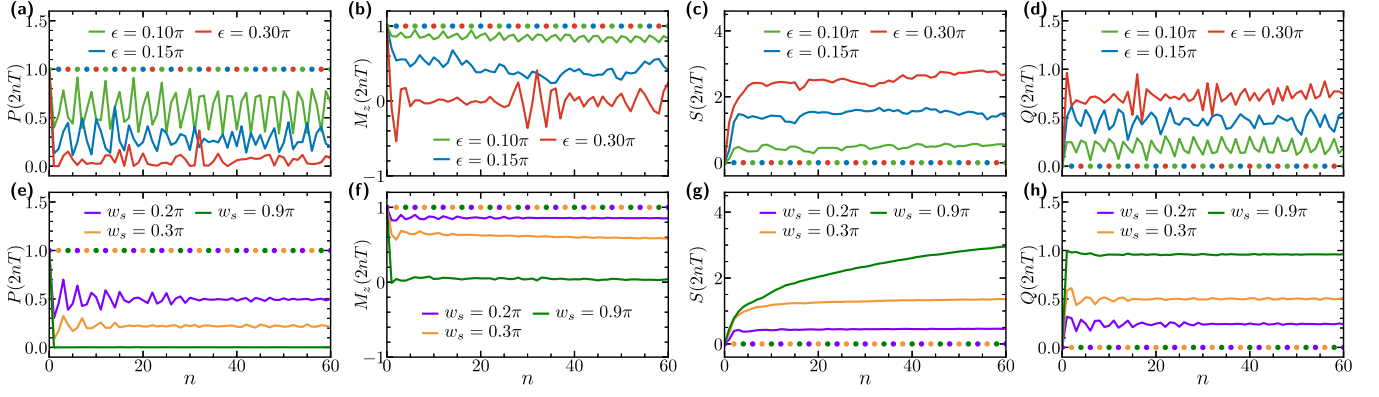 (a)
1.5
1.0
0.5
0.0
P(2nT)
ϵ = 0.10π
ϵ = 0.30π
ϵ = 0.15π
(b)
1
0
−1
M_z(2nT)
ϵ = 0.10π
ϵ = 0.30π
ϵ = 0.15π
(c)
4
2
0
S(2nT)
ϵ = 0.10π
ϵ = 0.30π
ϵ = 0.15π
(d)
1.5
1.0
0.5
0.0
Q(2nT)
ϵ = 0.10π
ϵ = 0.30π
ϵ = 0.15π
(e)
1.5
1.0
0.5
0.0
P(2nT)
w_s = 0.2π
w_s = 0.9π
w_s = 0.3π
0 20 40 60
n
(f)
1
0
−1
M_z(2nT)
w_s = 0.2π
w_s = 0.9π
w_s = 0.3π
0 20 40 60
n
(g)
4
2
0
S(2nT)
w_s = 0.2π
w_s = 0.9π
w_s = 0.3π
0 20 40 60
n
(h)
1.5
1.0
0.5
0.0
Q(2nT)
w_s = 0.2π
w_s = 0.9π
w_s = 0.3π
0 20 40 60
n